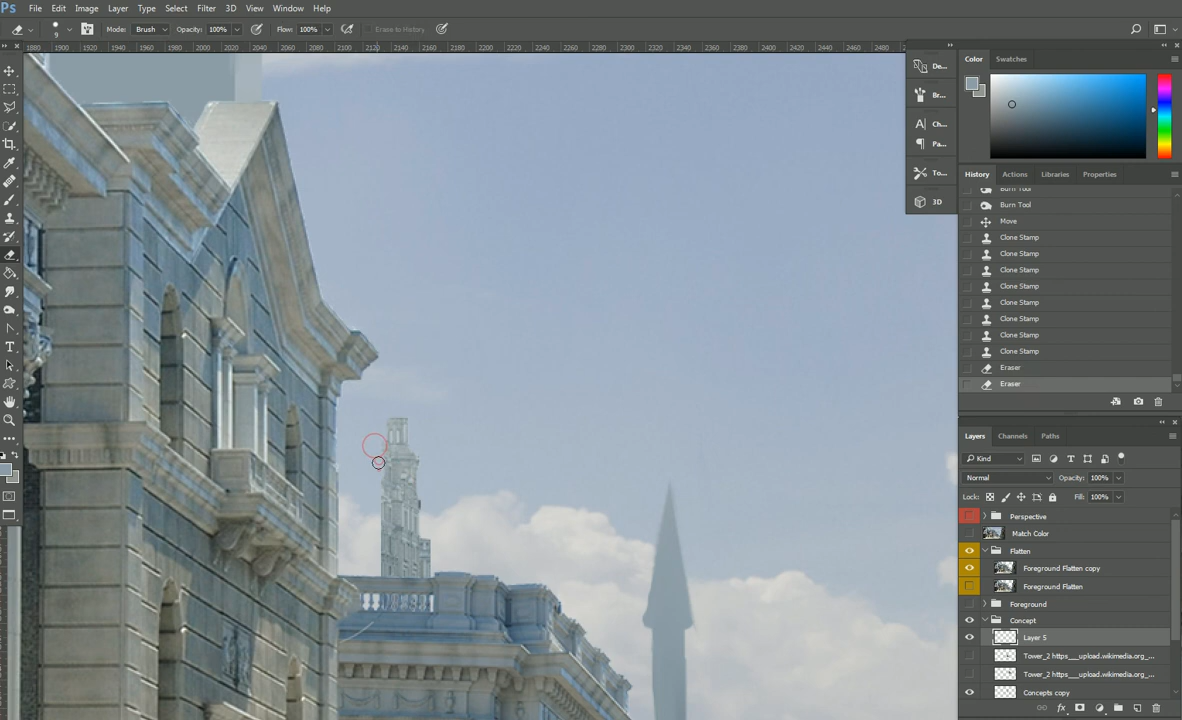 Ps File Edit Image Layer Type Select Filter 3D View Window Help
9 Mode: Brush Opacity: 100% Flow: 100% Erase to History
1880 1900 1920 1940 1960 1980 2000 2020 2040 2060 2080 2100 2120 2140 2160 2180 2200 2220 2240 2260 2280 2300 2320 2340 2360 2380 2400 2420 2440 2460 2480
De...
Br...
Ch...
Pa...
To...
3D
Color Swatches
History Actions Libraries Properties
Burn Tool
Burn Tool
Move
Clone Stamp
Clone Stamp
Clone Stamp
Clone Stamp
Clone Stamp
Clone Stamp
Clone Stamp
Clone Stamp
Eraser
Eraser
Layers Channels Paths
Kind
Normal Opacity: 100%
Lock: Fill: 100%
Perspective
Match Color
Flatten
Foreground Flatten copy
Foreground Flatten
Foreground
Concept
Layer 5
Tower_2 https___upload.wikimedia.org_...
Tower_2 https___upload.wikimedia.org_...
Concepts copy
fx